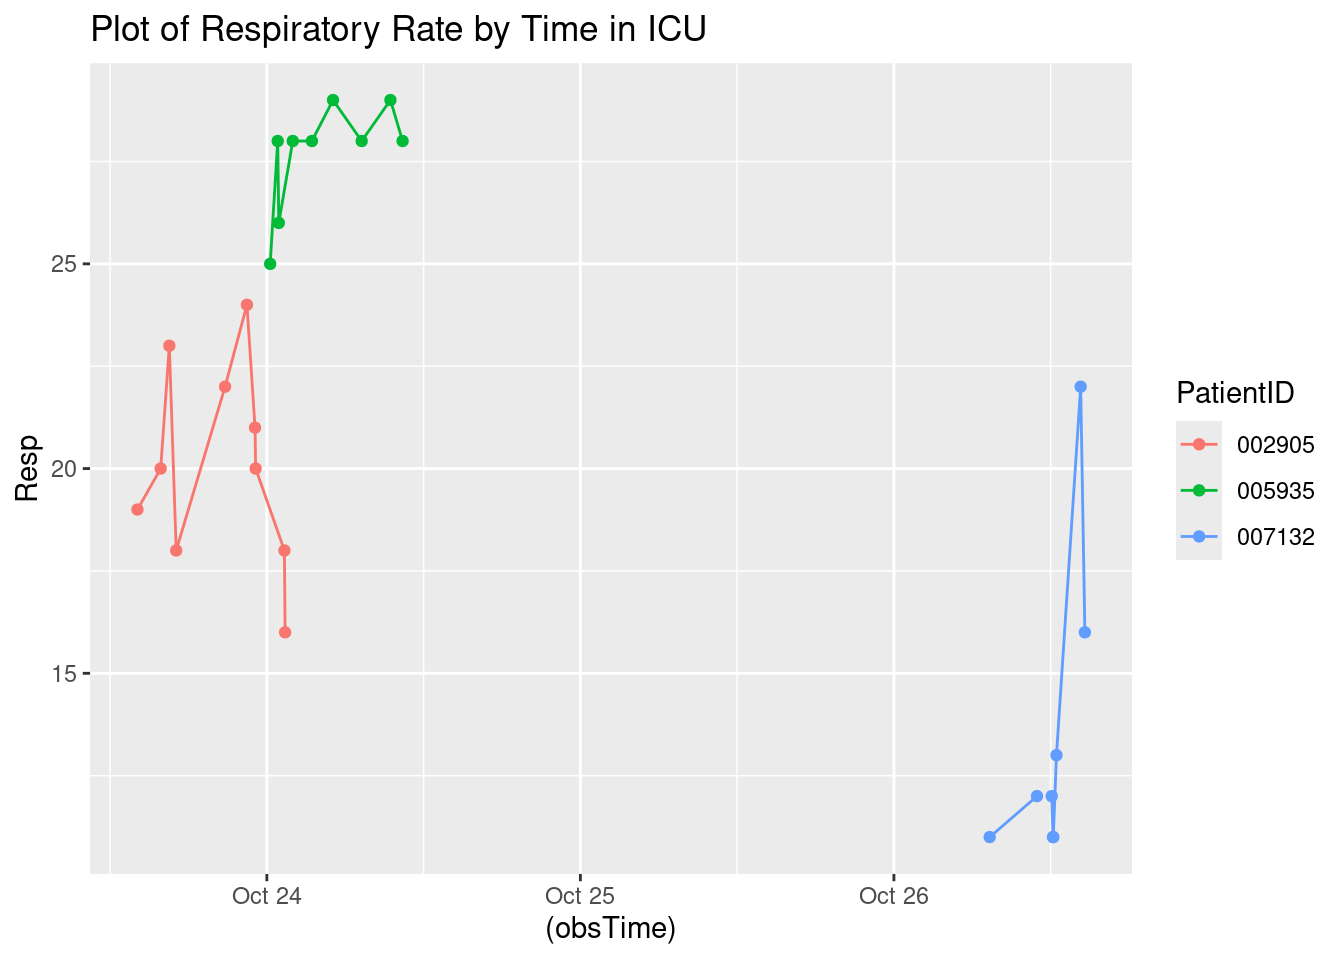 Plot of Respiratory Rate by Time in ICU
Resp
25
20
15
Oct 24
Oct 25
Oct 26
(obsTime)
PatientID
002905
005935
007132